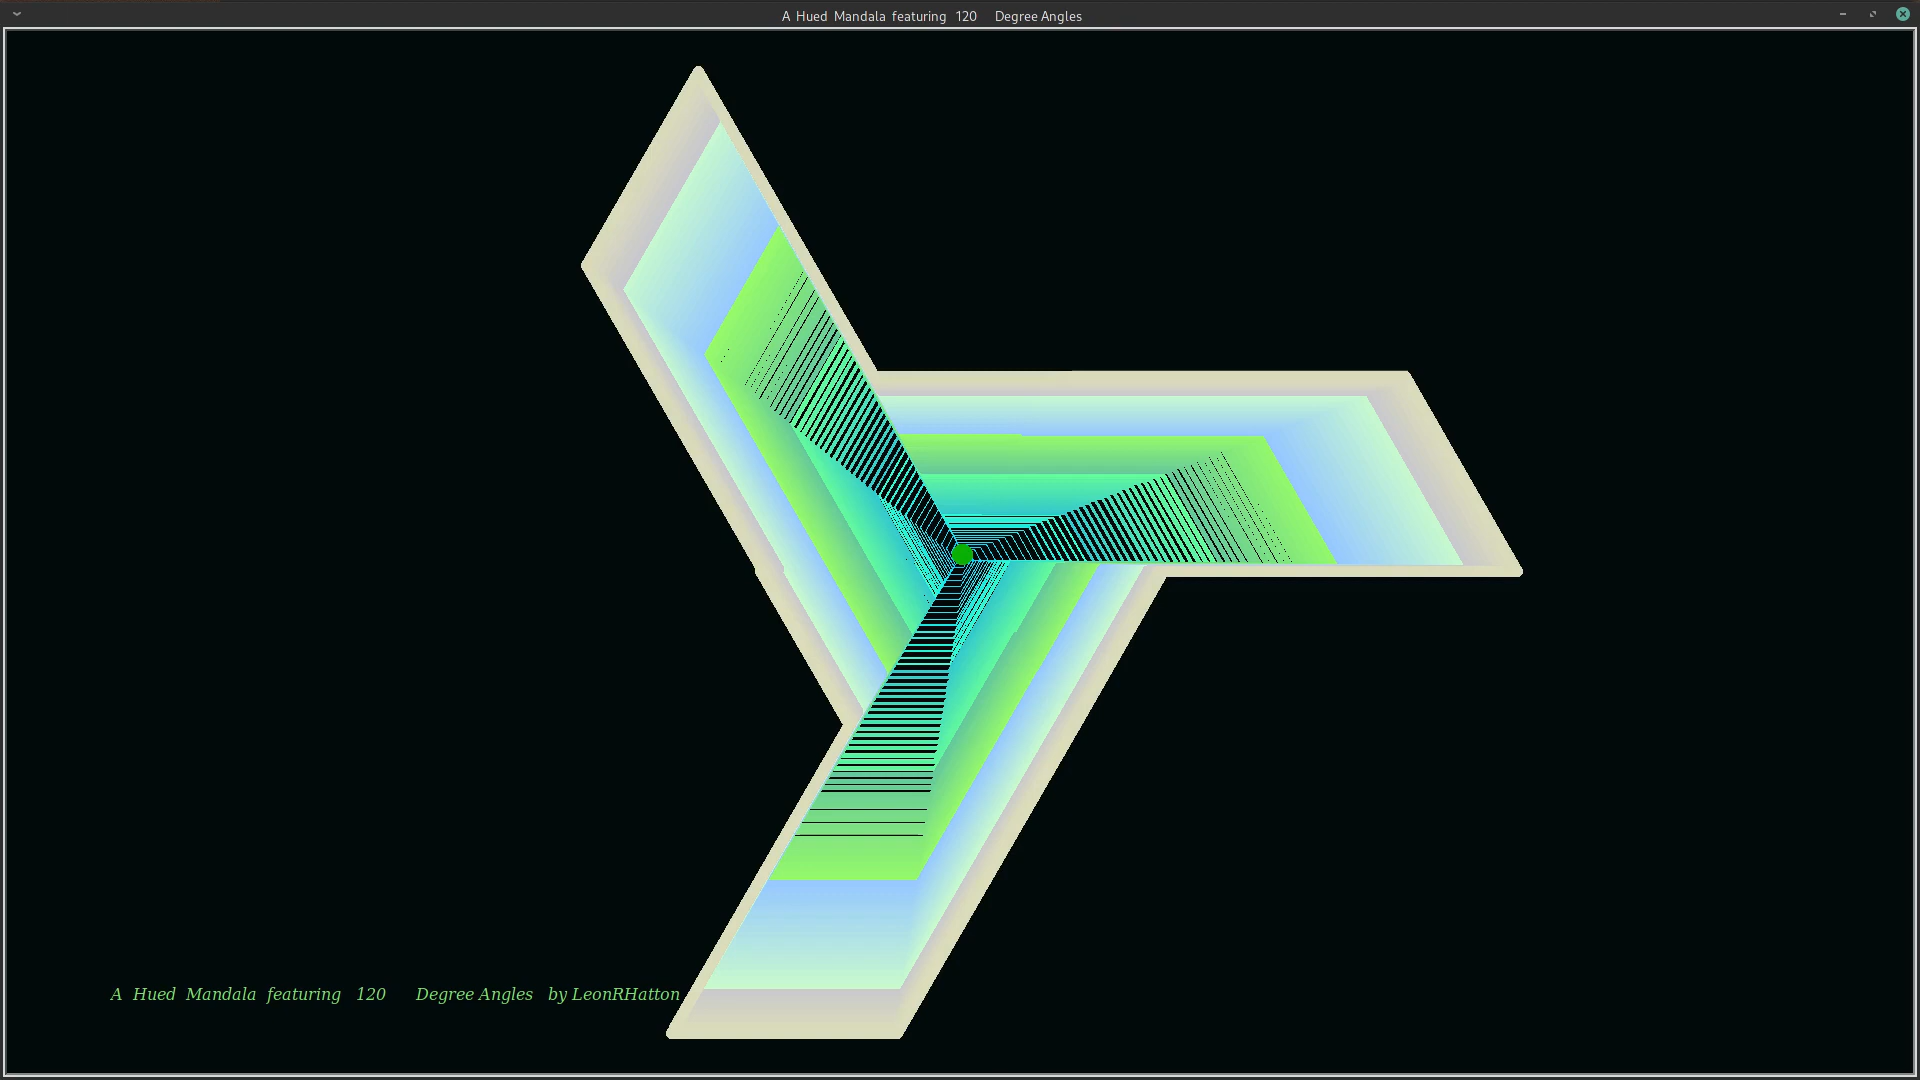 A Hued Mandala featuring 120 Degree Angles
A Hued Mandala featuring 120 Degree Angles by LeonRHatton